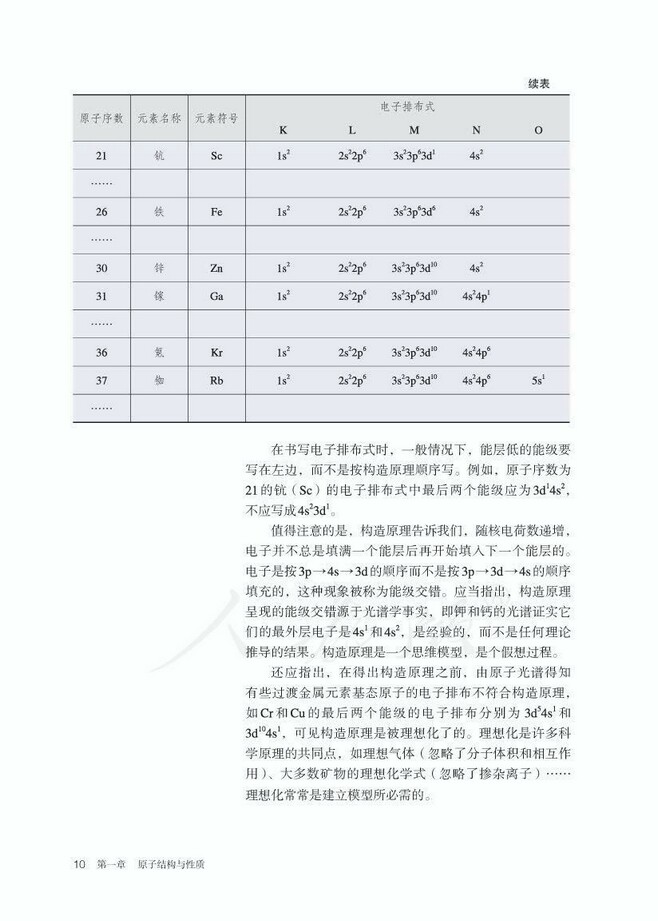 续表
原子序数 元素名称 元素符号 电子排布式
K L M N O
21 钪 Sc 1s² 2s²2p⁶ 3s²3p⁶3d¹ 4s²
……
26 铁 Fe 1s² 2s²2p⁶ 3s²3p⁶3d⁶ 4s²
……
30 锌 Zn 1s² 2s²2p⁶ 3s²3p⁶3d¹⁰ 4s²
31 镓 Ga 1s² 2s²2p⁶ 3s²3p⁶3d¹⁰ 4s²4p¹
……
36 氪 Kr 1s² 2s²2p⁶ 3s²3p⁶3d¹⁰ 4s²4p⁶
37 铷 Rb 1s² 2s²2p⁶ 3s²3p⁶3d¹⁰ 4s²4p⁶ 5s¹
……
在书写电子排布式时，一般情况下，能层低的能级要
写在左边，而不是按构造原理顺序写。例如，原子序数为
21的钪（Sc）的电子排布式中最后两个能级应为3d¹4s²，
不应写成4s²3d¹。
值得注意的是，构造原理告诉我们，随核电荷数递增，
电子并不总是填满一个能层后再开始填入下一个能层的。
电子是按3p→4s→3d的顺序而不是按3p→3d→4s的顺序
填充的，这种现象被称为能级交错。应当指出，构造原理
呈现的能级交错源于光谱学事实，即钾和钙的光谱证实它
们的最外层电子是4s¹和4s²，是经验的，而不是任何理论
推导的结果。构造原理是一个思维模型，是个假想过程。
还应指出，在得出构造原理之前，由原子光谱得知
有些过渡金属元素基态原子的电子排布不符合构造原理，
如Cr和Cu的最后两个能级的电子排布分别为 3d⁵4s¹和
3d¹⁰4s¹，可见构造原理是被理想化了的。理想化是许多科
学原理的共同点，如理想气体（忽略了分子体积和相互作
用）、大多数矿物的理想化学式（忽略了掺杂离子）……
理想化常常是建立模型所必需的。
10 第一章 原子结构与性质